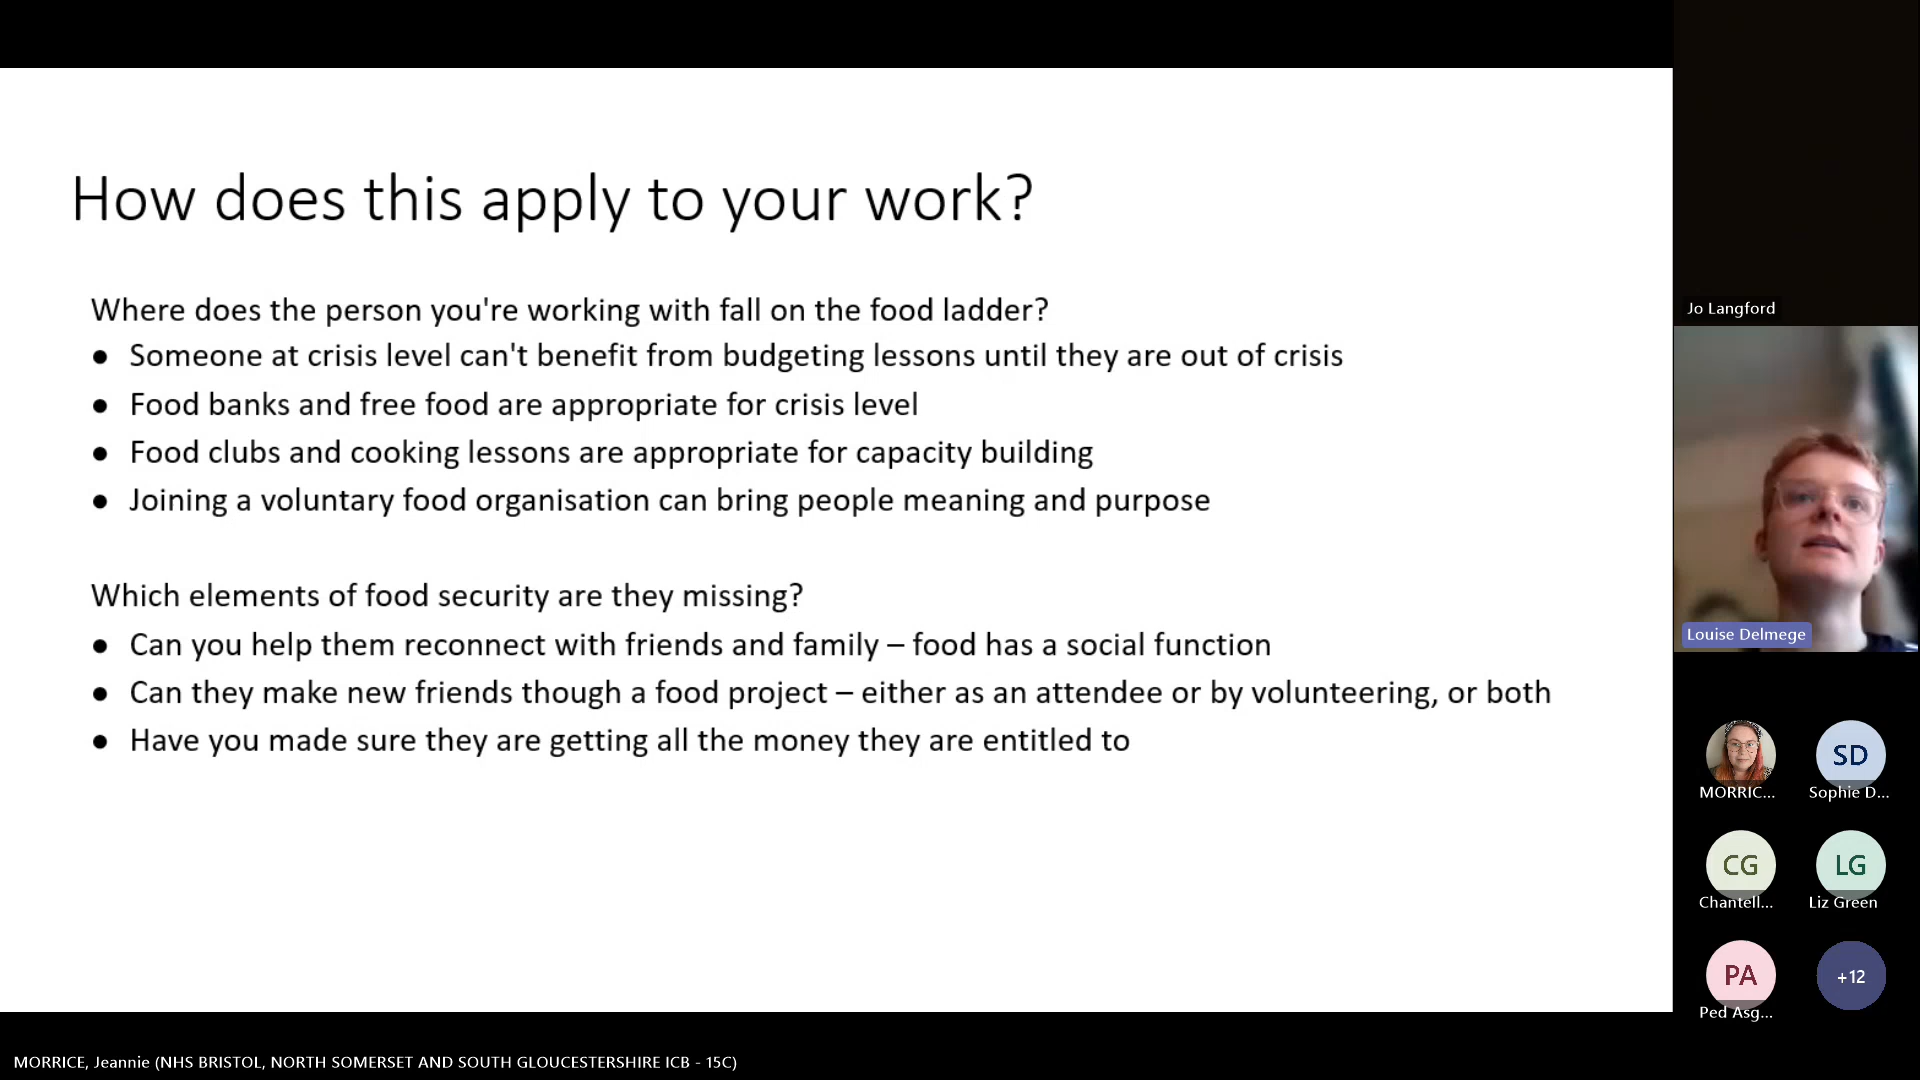 How does this apply to your work?
Where does the person you're working with fall on the food ladder?
● Someone at crisis level can't benefit from budgeting lessons until they are out of crisis
● Food banks and free food are appropriate for crisis level
● Food clubs and cooking lessons are appropriate for capacity building
● Joining a voluntary food organisation can bring people meaning and purpose
Which elements of food security are they missing?
● Can you help them reconnect with friends and family – food has a social function
● Can they make new friends though a food project – either as an attendee or by volunteering, or both
● Have you made sure they are getting all the money they are entitled to
Jo Langford
Louise Delmege
MORRIC...
SD
Sophie D...
CG
Chantell...
LG
Liz Green
PA
Ped Asg...
+12
MORRICE, Jeannie (NHS BRISTOL, NORTH SOMERSET AND SOUTH GLOUCESTERSHIRE ICB - 15C)